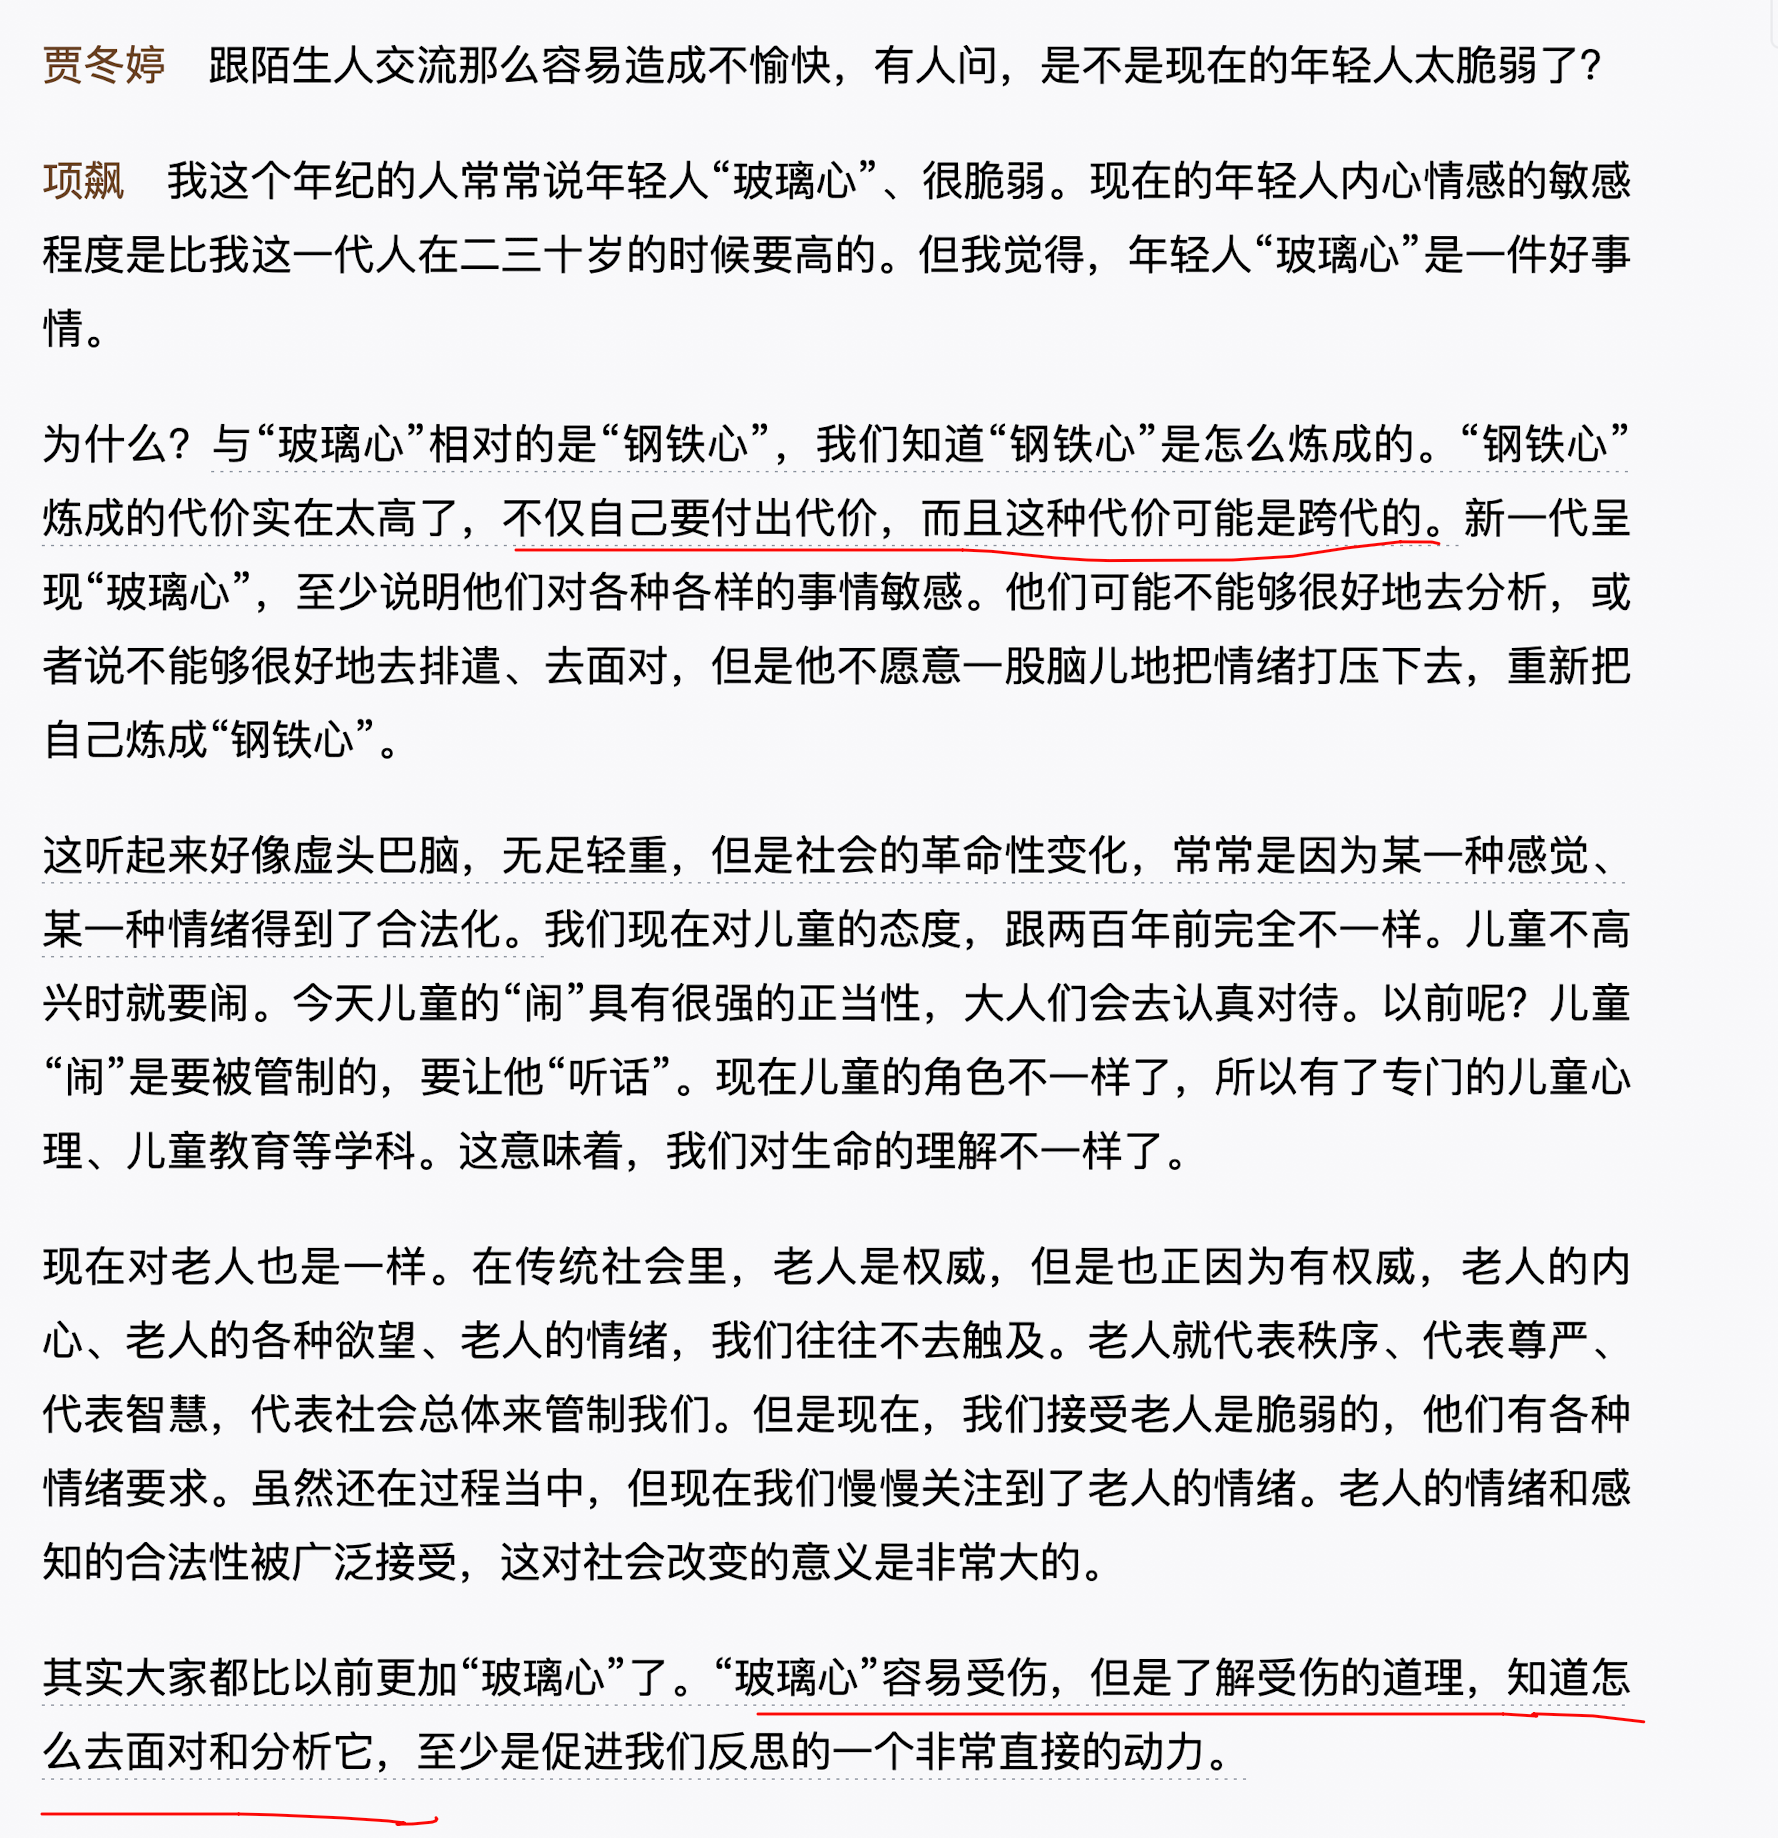 贾冬婷 跟陌生人交流那么容易造成不愉快，有人问，是不是现在的年轻人太脆弱了？
项飙 我这个年纪的人常常说年轻人“玻璃心”、很脆弱。现在的年轻人内心情感的敏感
程度是比我这一代人在二三十岁的时候要高的。但我觉得，年轻人“玻璃心”是一件好事
情。
为什么？与“玻璃心”相对的是“钢铁心”，我们知道“钢铁心”是怎么炼成的。“钢铁心”
炼成的代价实在太高了，不仅自己要付出代价，而且这种代价可能是跨代的。新一代呈
现“玻璃心”，至少说明他们对各种各样的事情敏感。他们可能不能够很好地去分析，或
者说不能够很好地去排遣、去面对，但是他不愿意一股脑儿地把情绪打压下去，重新把
自己炼成“钢铁心”。
这听起来好像虚头巴脑，无足轻重，但是社会的革命性变化，常常是因为某一种感觉、
某一种情绪得到了合法化。我们现在对儿童的态度，跟两百年前完全不一样。儿童不高
兴时就要闹。今天儿童的“闹”具有很强的正当性，大人们会去认真对待。以前呢？儿童
“闹”是要被管制的，要让他“听话”。现在儿童的角色不一样了，所以有了专门的儿童心
理、儿童教育等学科。这意味着，我们对生命的理解不一样了。
现在对老人也是一样。在传统社会里，老人是权威，但是也正因为有权威，老人的内
心、老人的各种欲望、老人的情绪，我们往往不去触及。老人就代表秩序、代表尊严、
代表智慧，代表社会总体来管制我们。但是现在，我们接受老人是脆弱的，他们有各种
情绪要求。虽然还在过程当中，但现在我们慢慢关注到了老人的情绪。老人的情绪和感
知的合法性被广泛接受，这对社会改变的意义是非常大的。
其实大家都比以前更加“玻璃心”了。“玻璃心”容易受伤，但是了解受伤的道理，知道怎
么去面对和分析它，至少是促进我们反思的一个非常直接的动力。